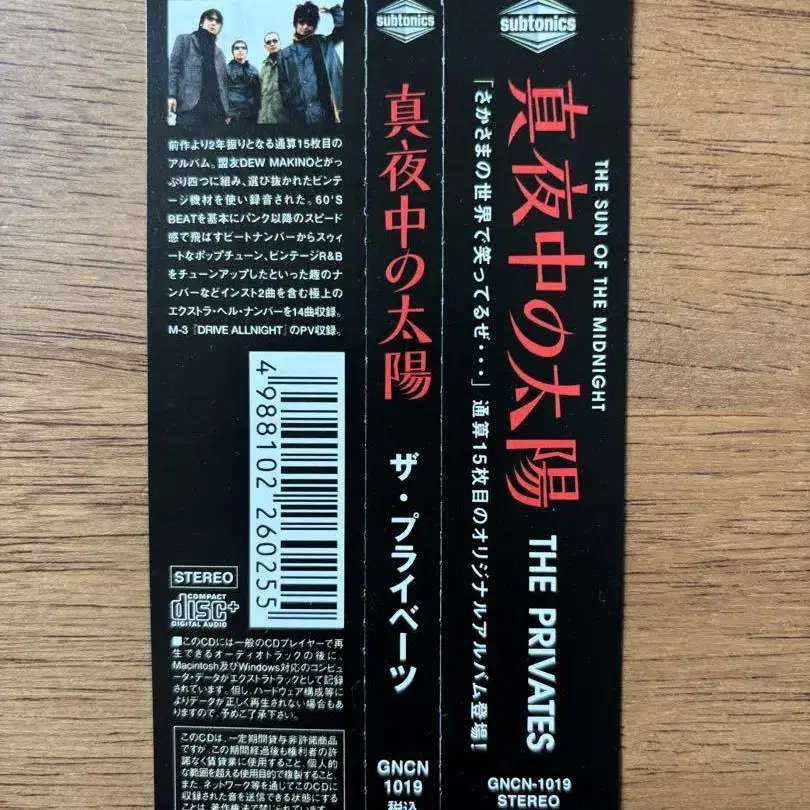 subtonics
真夜中の太陽
THE SUN OF THE MIDNIGHT
「さかさまの世界で笑ってるぜ・・・」通算15枚目のオリジナルアルバム登場!
THE PRIVATES
GNCN-1019
STEREO
subtonics
真夜中の太陽
ザ・プライベーツ
GNCN
1019
税込
前作より2年振りとなる通算15枚目の
アルバム。盟友DEW MAKINOとがっ
ぷり四つに組み、選び抜かれたビンテ
ージ機材を使い録音された。60'S
BEATを基本にパンク以降のスピード
感で飛ばすビートナンバーからスウィ
ートなポップチューン、ビンテージR&B
をチューンアップしたといった趣のナ
ンバーなどインスト2曲を含む極上の
エクストラ・ヘル・ナンバーを14曲収録。
M-3『DRIVE ALLNIGHT』のPV収録。
4988102260255
STEREO
COMPACT
disc+
DIGITAL AUDIO
■このCDには一般のCDプレイヤーで再
生できるオーディオトラックの後に、
Macintosh及びWindows対応のコンピュ
ータ・データがエクストラトラックとして記録
されています。但し、ハードウェア構成等によ
りデータが正しく再生されない場合もあ
りますので、予めご了承下さい。
このCDは、一定期間貸与非許諾商品
ですが、この期間経過後も権利者の許
諾なく賃貸業に使用すること、個人的
な範囲を超える使用目的で複製すること、
また、ネットワーク等を通じてこのCDに
収録された音を送信できる状態にする
ことは、著作権法で禁じられています。